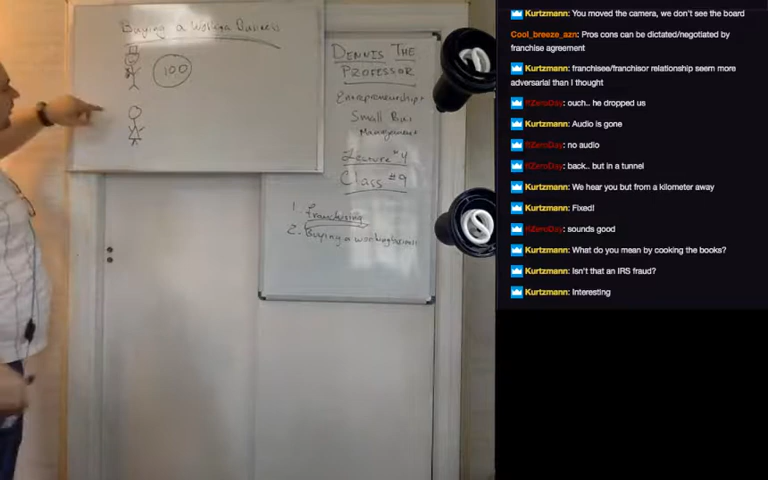 Buying a Working Business
100
DENNIS THE
PROFESSOR
Entrepreneurship +
Small Bus.
Management
Lecture #4
Class #9
1. Franchising
2. Buying a working business
Kurtzmann: You moved the camera, we don't see the board
Cool_breeze_azn: Pros cons can be dictated/negotiated by
franchise agreement
Kurtzmann: franchisee/franchisor relationship seem more
adversarial than I thought
ouch.. he dropped us
Kurtzmann: Audio is gone
no audio
back.. but in a tunnel
Kurtzmann: We hear you but from a kilometer away
Kurtzmann: Fixed!
sounds good
Kurtzmann: What do you mean by cooking the books?
Kurtzmann: Isn't that an IRS fraud?
Kurtzmann: Interesting